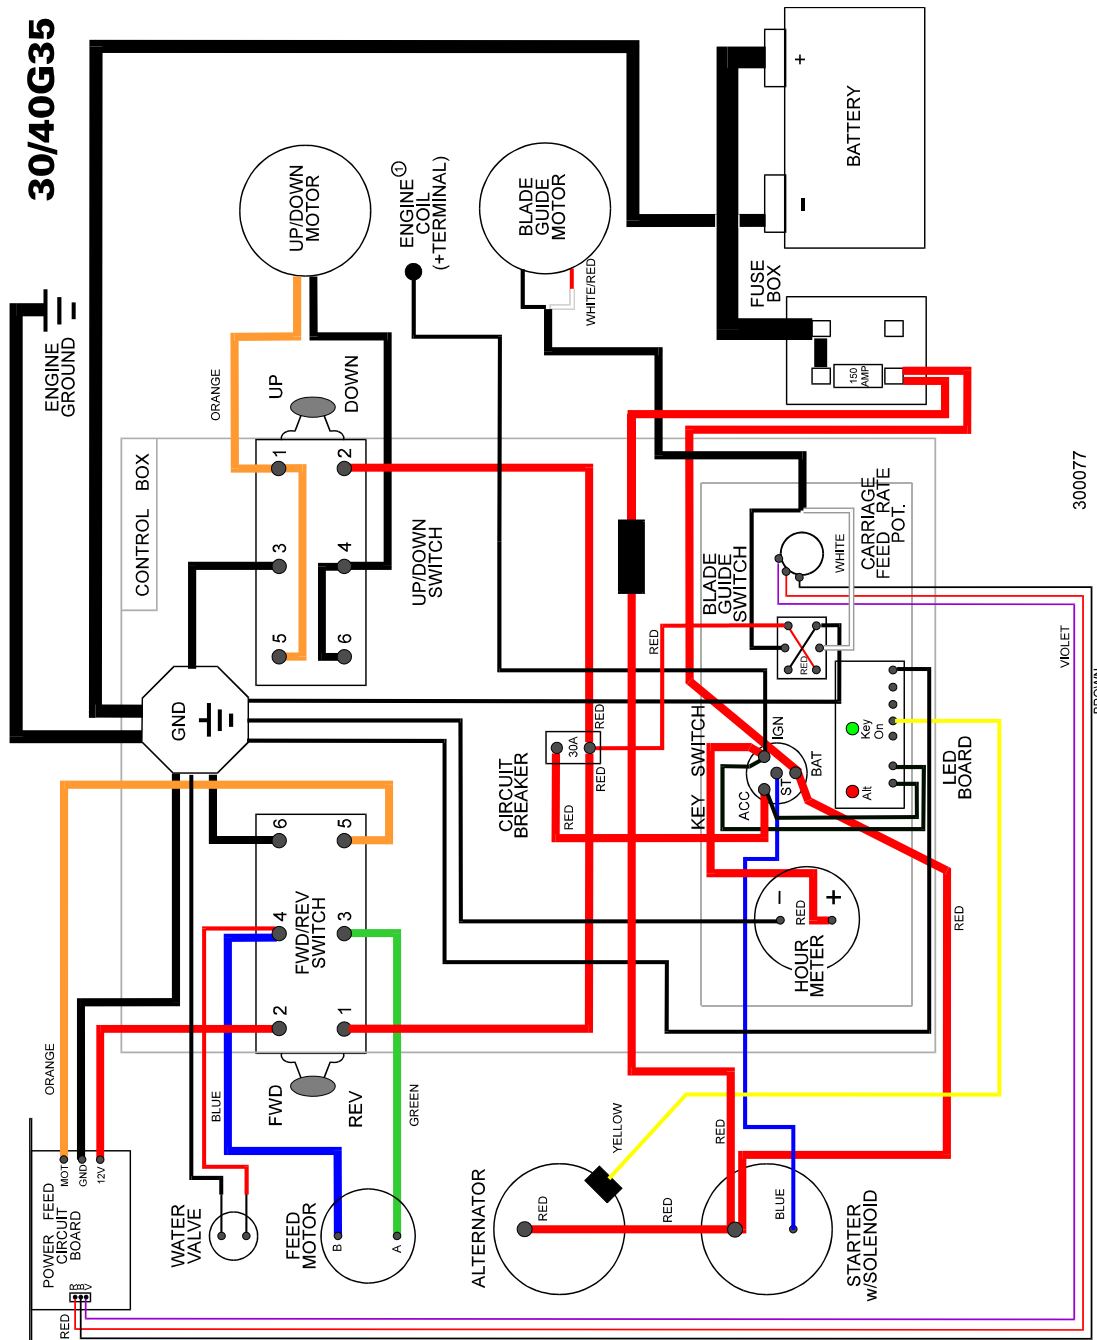 30/40G35
ENGINE
GROUND
UP/DOWN
MOTOR
ENGINE ①
COIL
(+TERMINAL)
BLADE
GUIDE
MOTOR
WHITE/RED
+
-
BATTERY
FUSE
BOX
150
AMP
ORANGE
UP
DOWN
CONTROL BOX
1
2
3
4
5
6
UP/DOWN
SWITCH
GND
BLADE
GUIDE
SWITCH
WHITE
CARRIAGE
FEED RATE
POT.
300077
RED
RED
VIOLET
BROWN
RED
RED
30A
CIRCUIT
BREAKER
RED
KEY SWITCH
IGN
BAT
ST
ACC
Key
On
Alt
LED
BOARD
6
5
4
3
2
1
FWD/REV
SWITCH
-
+
RED
HOUR
METER
RED
FWD
REV
ORANGE
BLUE
GREEN
YELLOW
RED
MOT
GND
12V
POWER FEED
CIRCUIT
BOARD
R
B
V
RED
WATER
VALVE
FEED
MOTOR
B
A
ALTERNATOR
RED
RED
BLUE
STARTER
w/SOLENOID